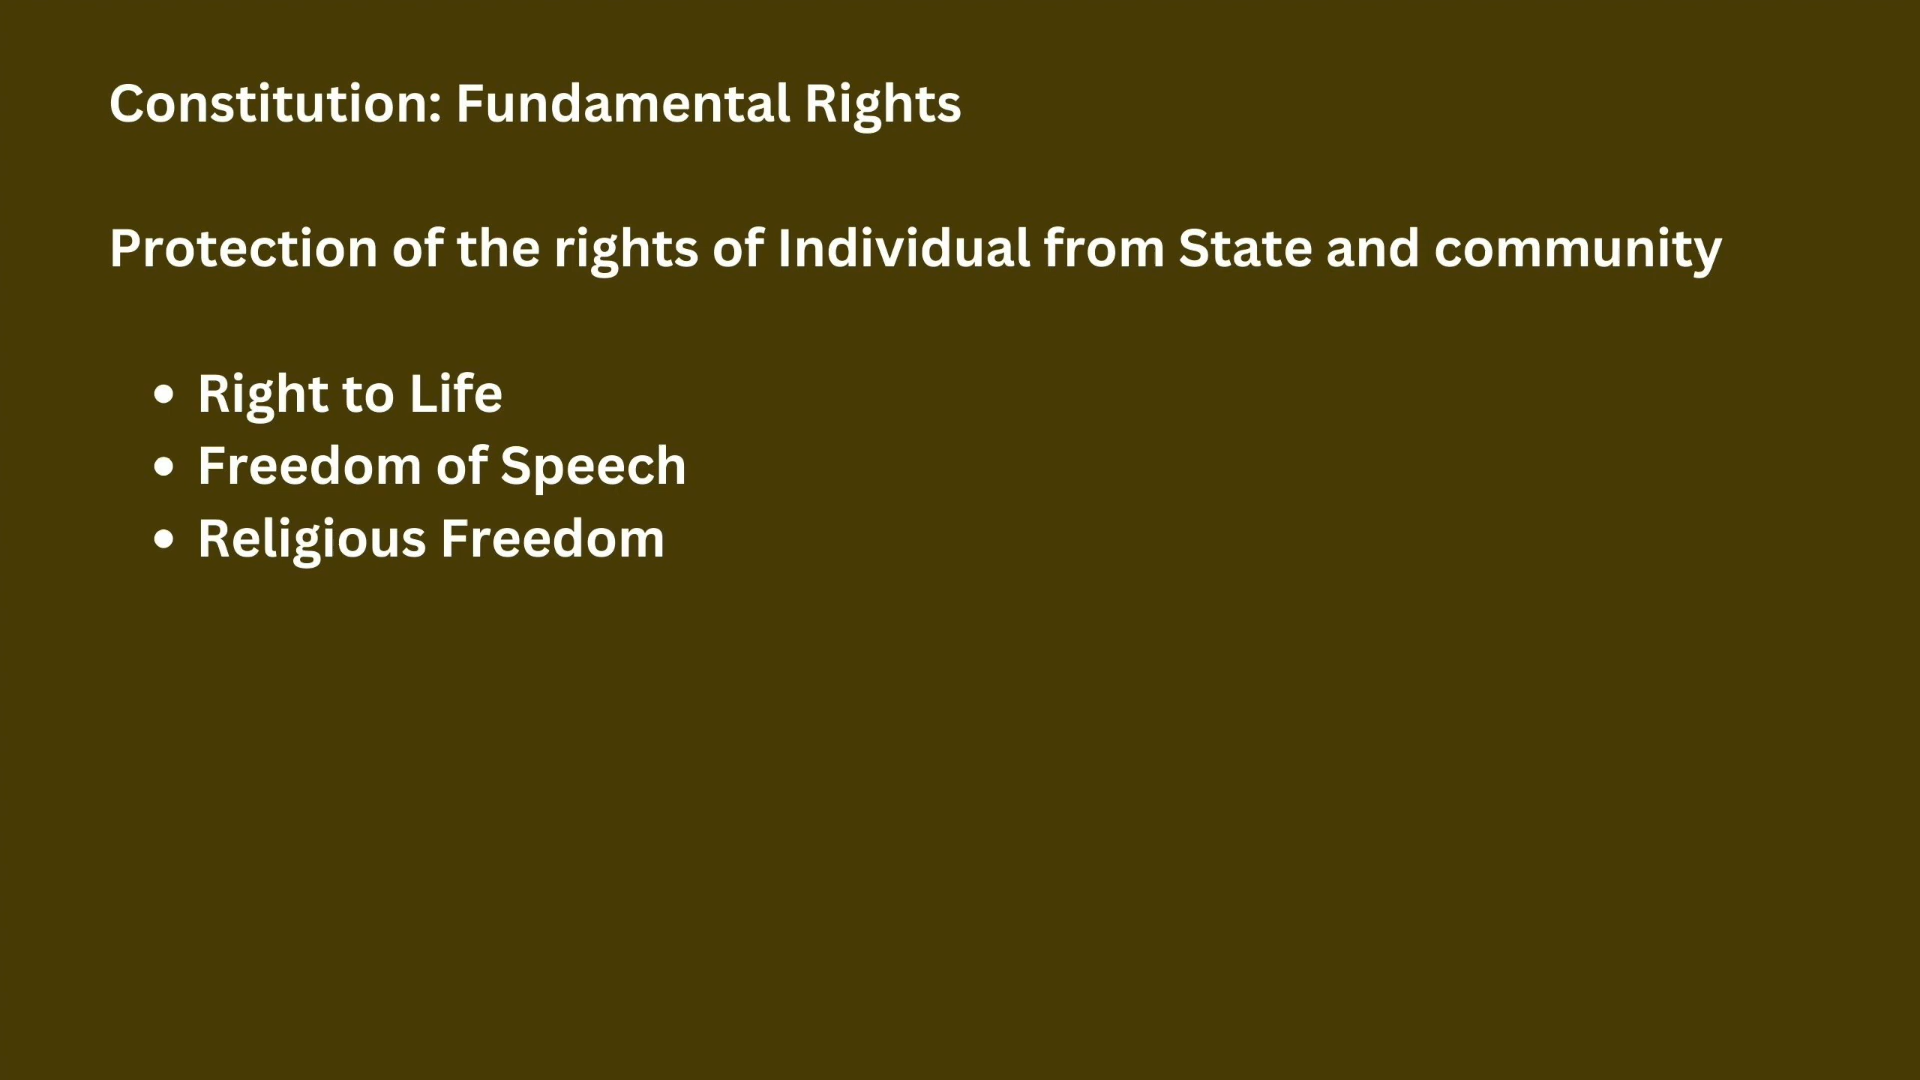 Constitution: Fundamental Rights
Protection of the rights of Individual from State and community
• Right to Life
• Freedom of Speech
• Religious Freedom